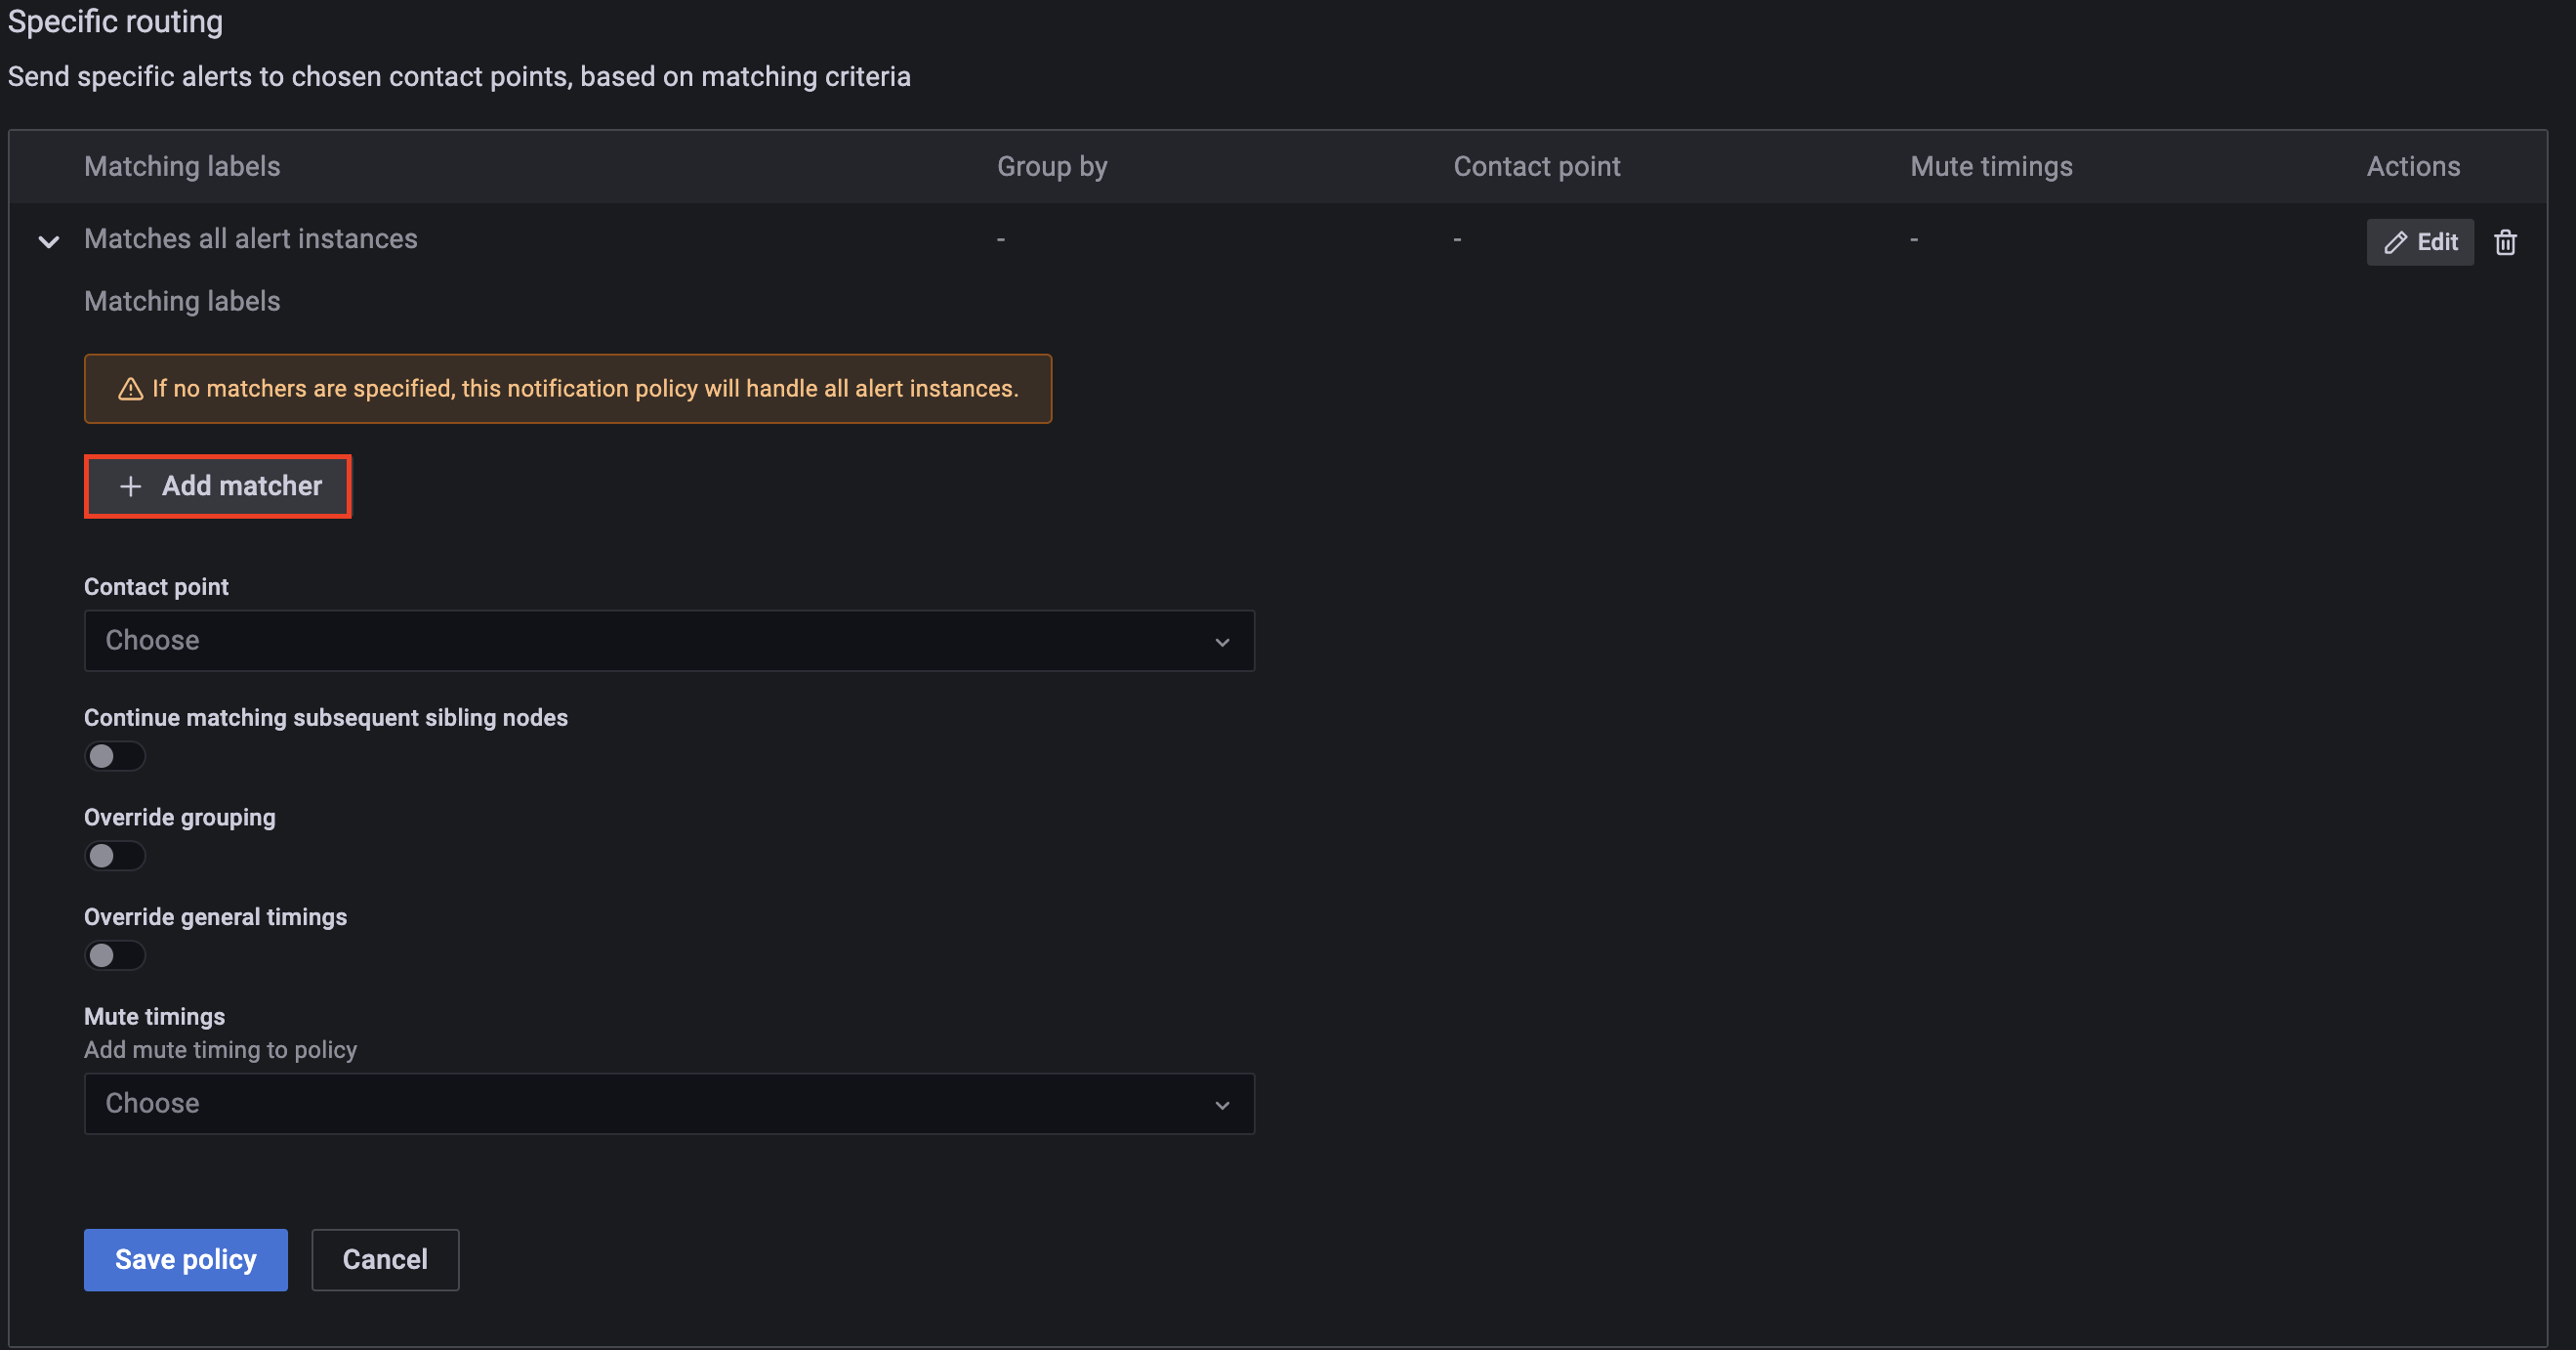 Specific routing
Send specific alerts to chosen contact points, based on matching criteria
Matching labels Group by Contact point Mute timings Actions
Matches all alert instances - - - Edit
Matching labels
If no matchers are specified, this notification policy will handle all alert instances.
+ Add matcher
Contact point
Choose
Continue matching subsequent sibling nodes
Override grouping
Override general timings
Mute timings
Add mute timing to policy
Choose
Save policy Cancel